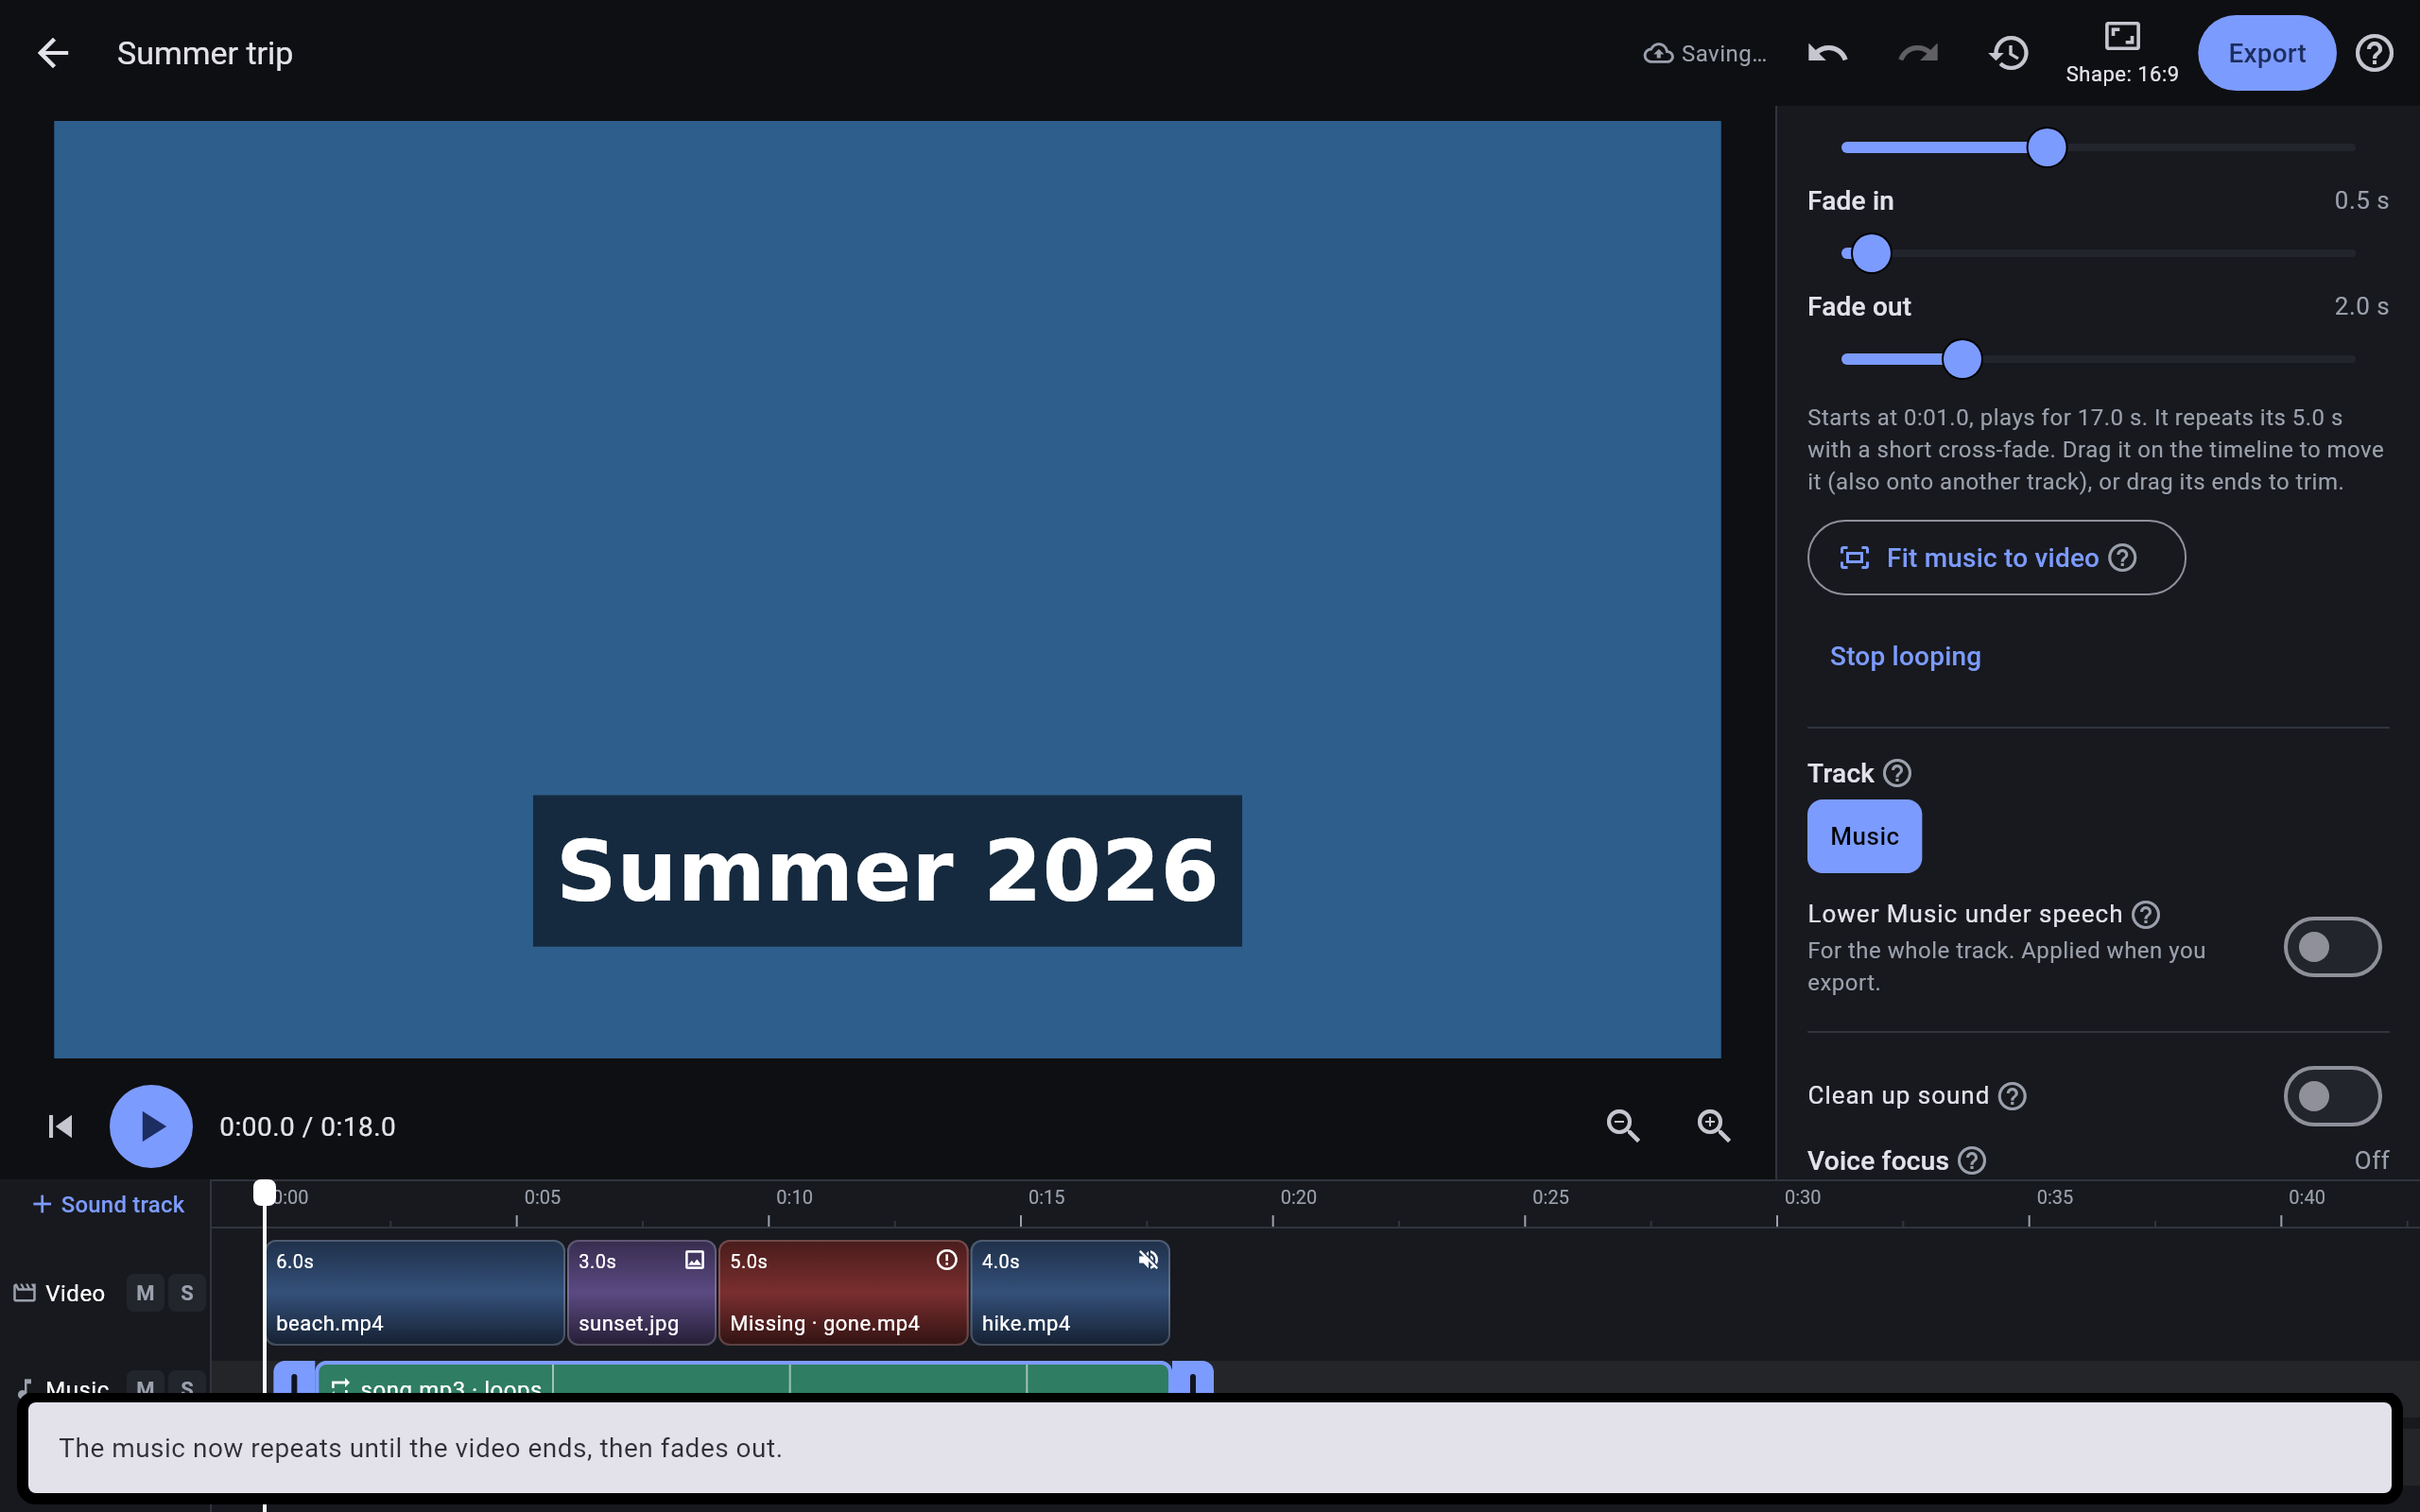 Summer trip
Saving...
Shape: 16:9
Export
Fade in
0.5 s
Fade out
2.0 s
Starts at 0:01.0, plays for 17.0 s. It repeats its 5.0 s
with a short cross-fade. Drag it on the timeline to move
it (also onto another track), or drag its ends to trim.
Fit music to video
Stop looping
Track
Music
Lower Music under speech
For the whole track. Applied when you
export.
Clean up sound
Voice focus
Off
Summer 2026
0:00.0 / 0:18.0
Sound track
0:00 0:05 0:10 0:15 0:20 0:25 0:30 0:35 0:40
Video M S
6.0s 3.0s 5.0s 4.0s
beach.mp4 sunset.jpg Missing · gone.mp4 hike.mp4
Music M S song.mp3 · loops
The music now repeats until the video ends, then fades out.